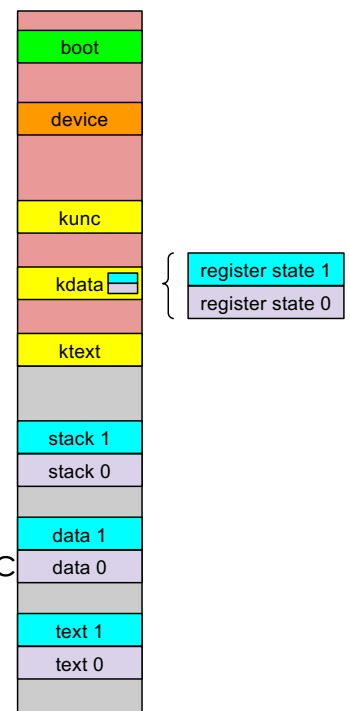 boot
device
kunc
kdata
register state 1
register state 0
ktext
stack 1
stack 0
data 1
C
data 0
text 1
text 0